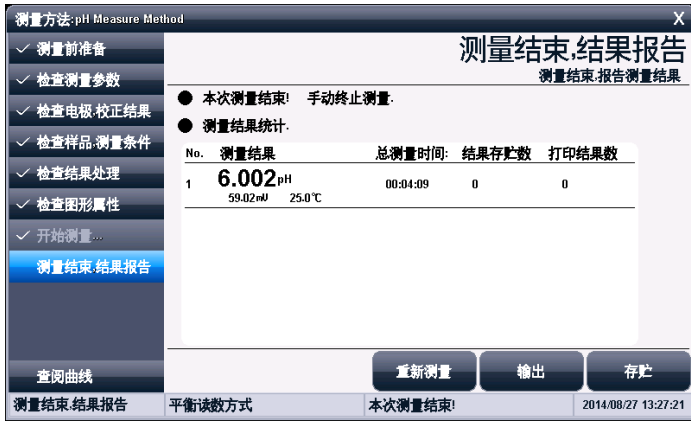 测量方法:pH Measure Method
X
测量前准备
检查测量参数
检查电极.校正结果
检查样品.测量条件
检查结果处理
检查图形属性
开始测量...
测量结束.结果报告
查阅曲线
测量结束,结果报告
测量结束.报告测量结果
本次测量结束! 手动终止测量.
测量结果统计.
No. 测量结果 总测量时间: 结果存贮数 打印结果数
1 6.002pH 00:04:09 0 0
59.02mV 25.0℃
重新测量 输出 存贮
测量结束.结果报告 平衡读数方式 本次测量结束! 2014/08/27 13:27:21